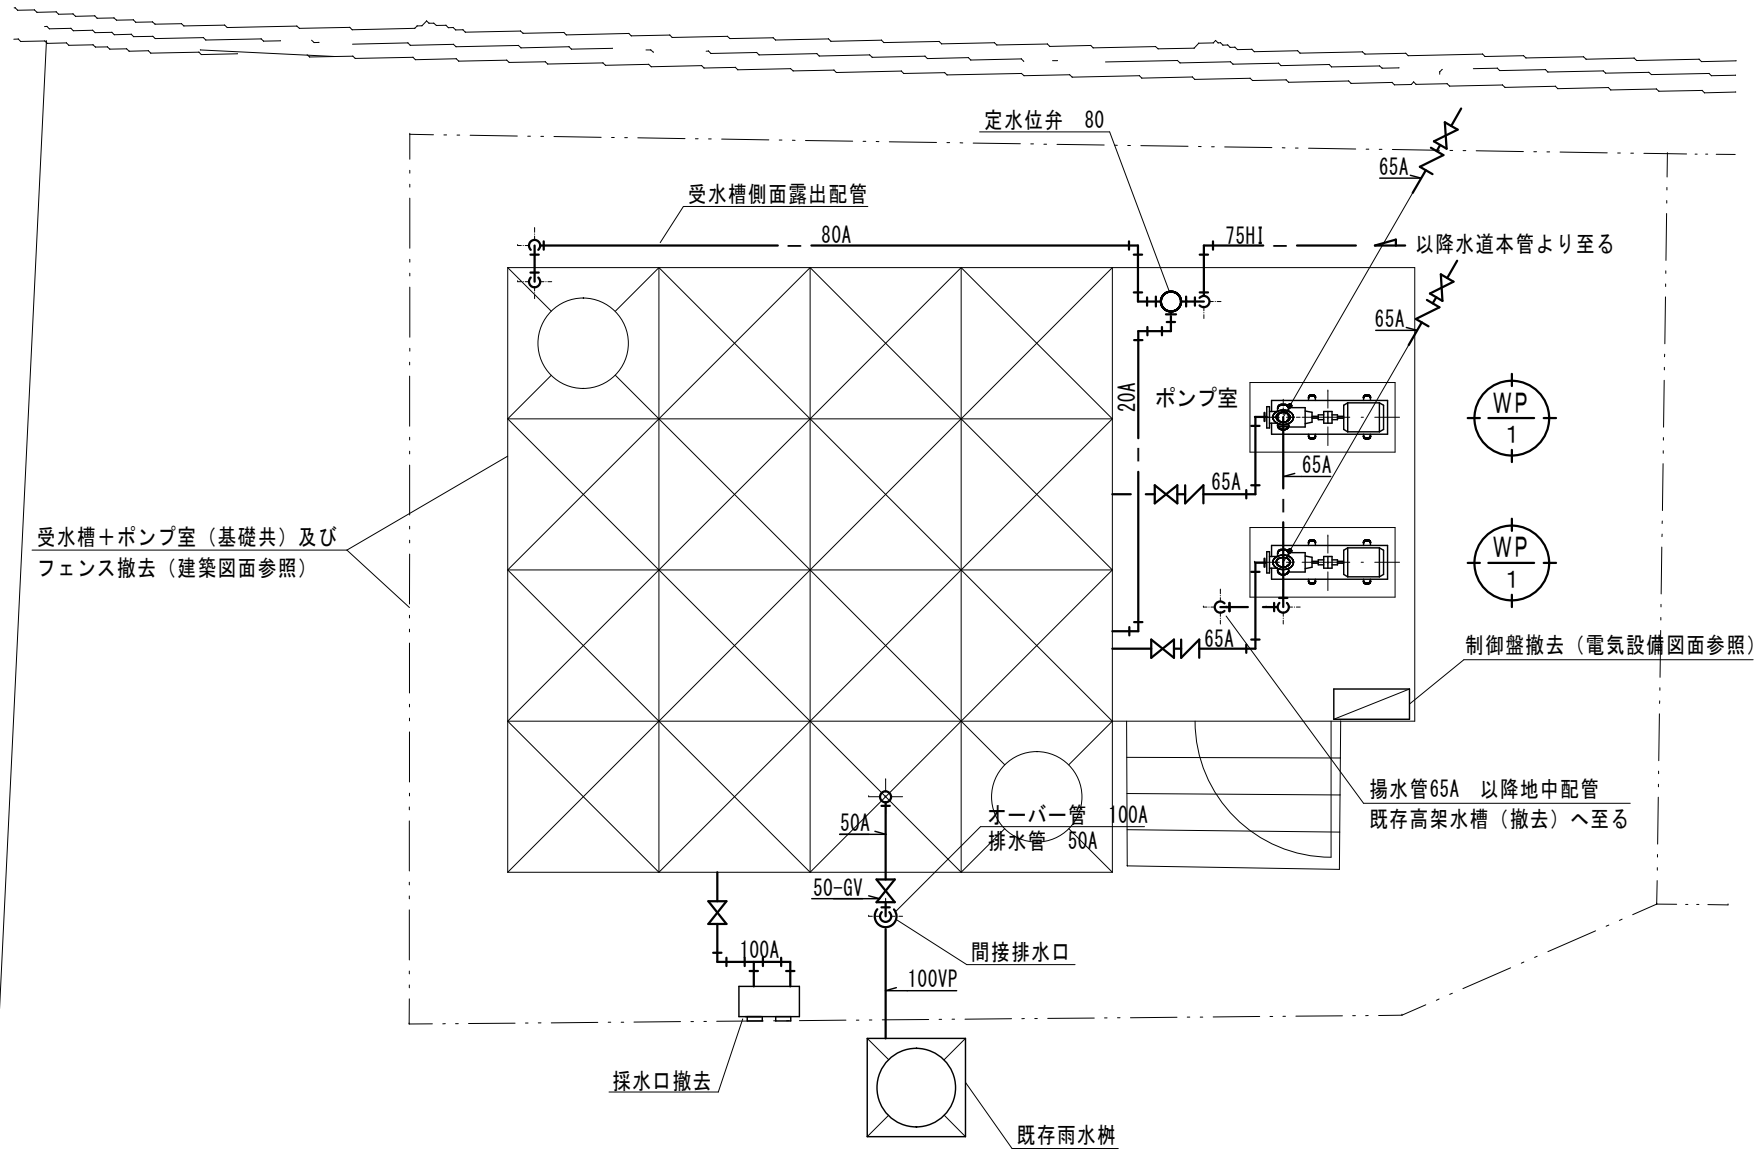 定水位弁　80
65A
受水槽側面露出配管
80A
75HI
以降水道本管より至る
65A
20A
ポンプ室
WP
1
65A
65A
受水槽＋ポンプ室（基礎共）及び
フェンス撤去（建築図面参照）
WP
1
65A
制御盤撤去（電気設備図面参照）
揚水管65A　以降地中配管
既存高架水槽（撤去）へ至る
50A
オーバー管　100A
排水管　50A
50-GV
100A
間接排水口
100VP
採水口撤去
既存雨水桝